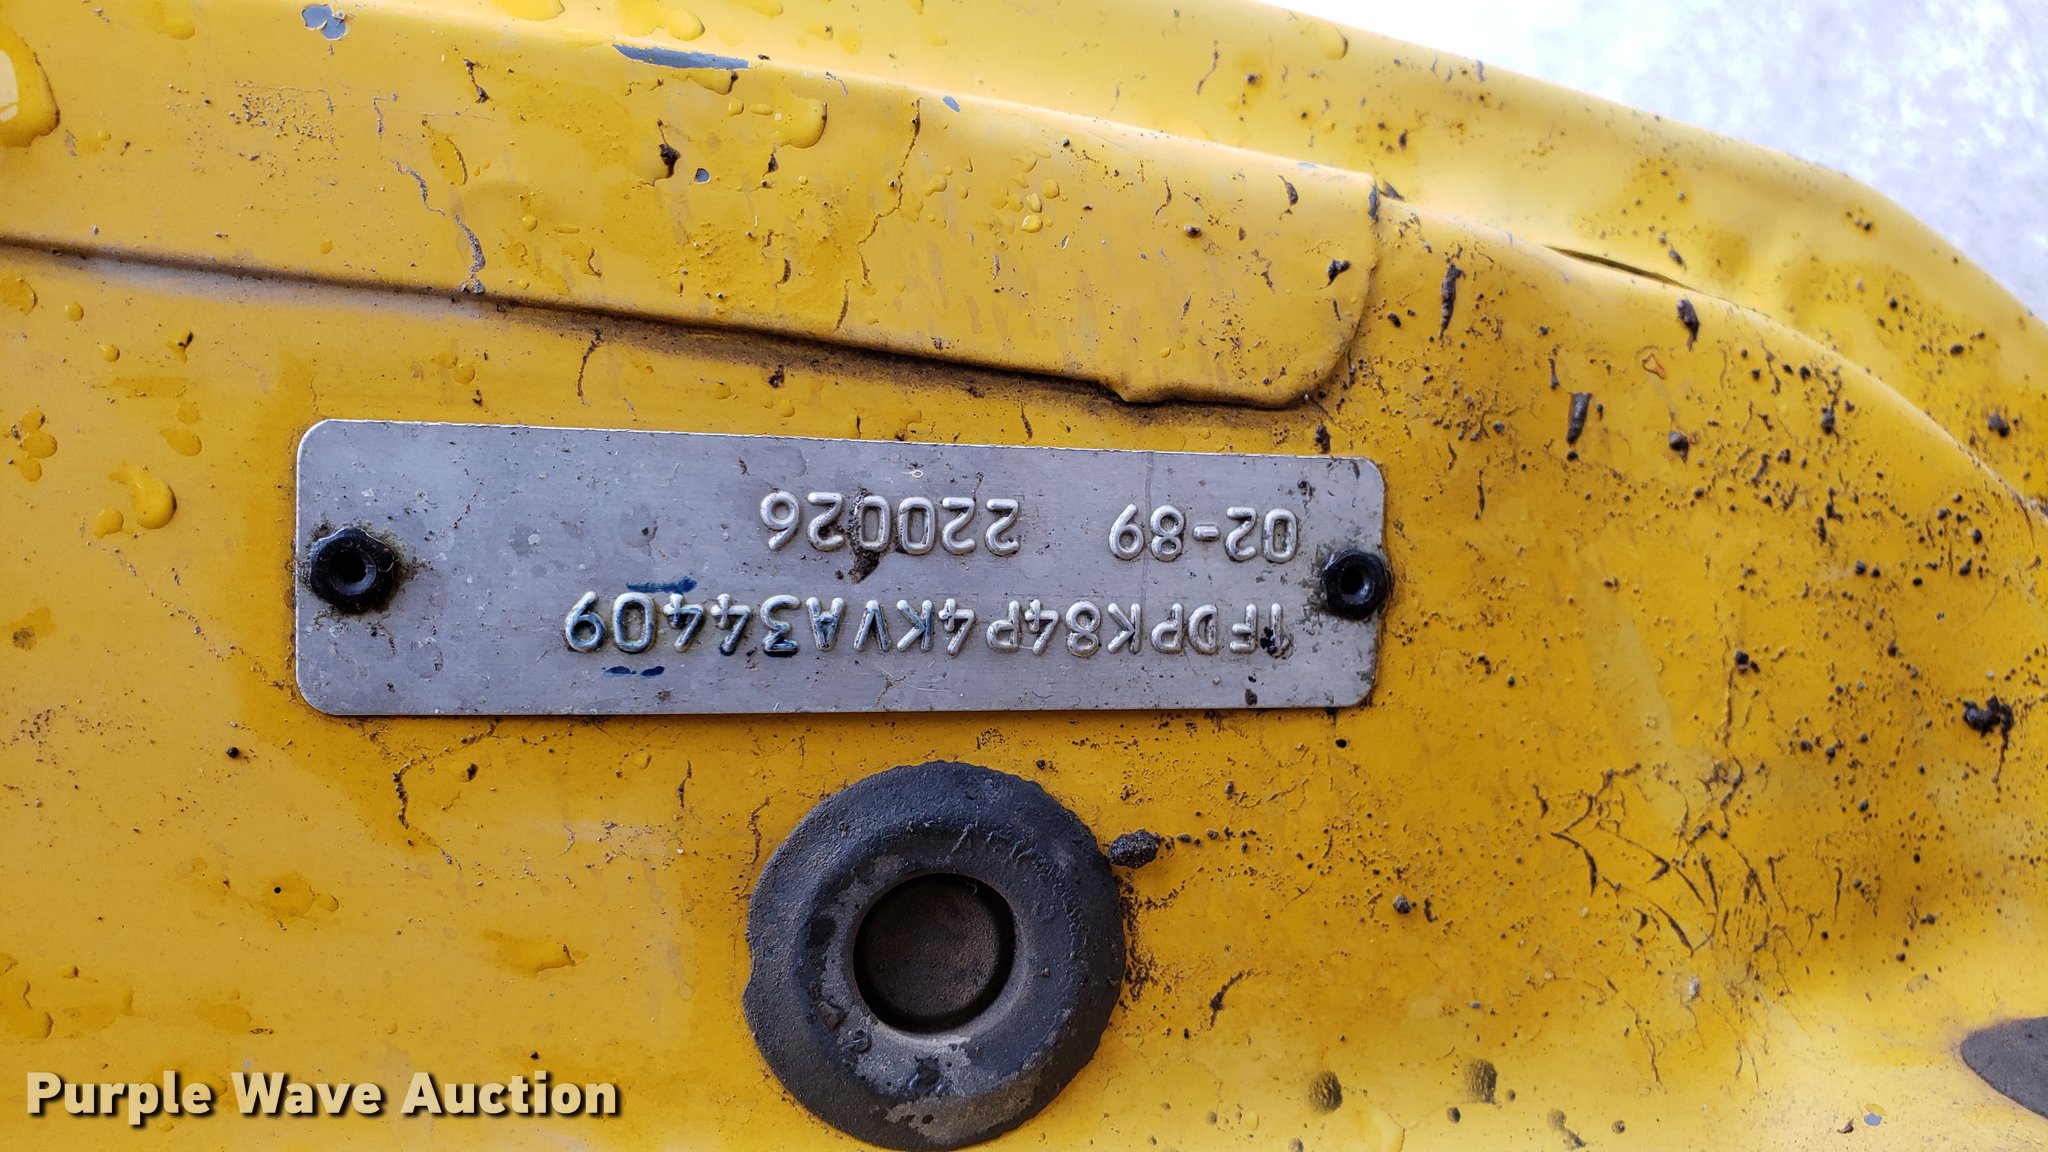 1FDPK84P4KVA34409
02-89 220026
Purple Wave Auction